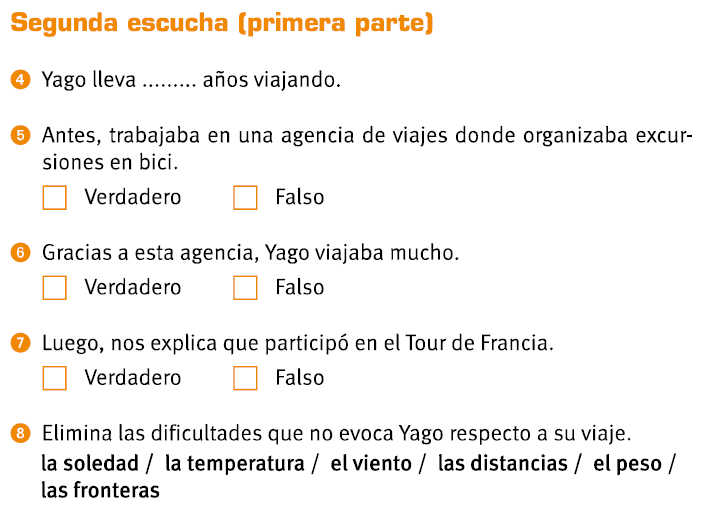 Segunda escucha (primera parte)
4 Yago lleva ......... años viajando.
5 Antes, trabajaba en una agencia de viajes donde organizaba excur-
siones en bici.
Verdadero Falso
6 Gracias a esta agencia, Yago viajaba mucho.
Verdadero Falso
7 Luego, nos explica que participó en el Tour de Francia.
Verdadero Falso
8 Elimina las dificultades que no evoca Yago respecto a su viaje.
la soledad / la temperatura / el viento / las distancias / el peso /
las fronteras